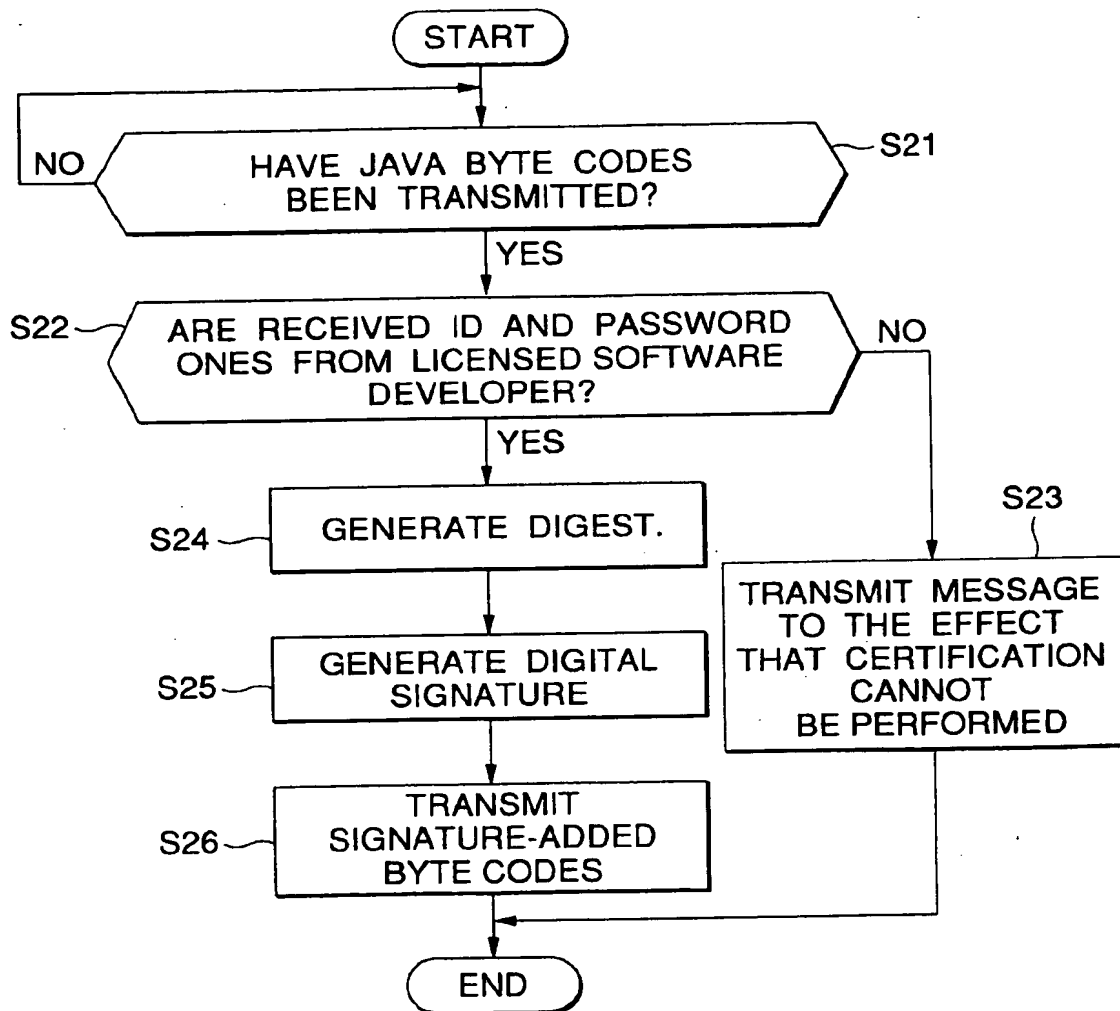 START
NO
HAVE JAVA BYTE CODES
BEEN TRANSMITTED?
S21
YES
S22
ARE RECEIVED ID AND PASSWORD
ONES FROM LICENSED SOFTWARE
DEVELOPER?
NO
YES
S24
GENERATE DIGEST.
S23
TRANSMIT MESSAGE
TO THE EFFECT
THAT CERTIFICATION
CANNOT
BE PERFORMED
S25
GENERATE DIGITAL
SIGNATURE
S26
TRANSMIT
SIGNATURE-ADDED
BYTE CODES
END